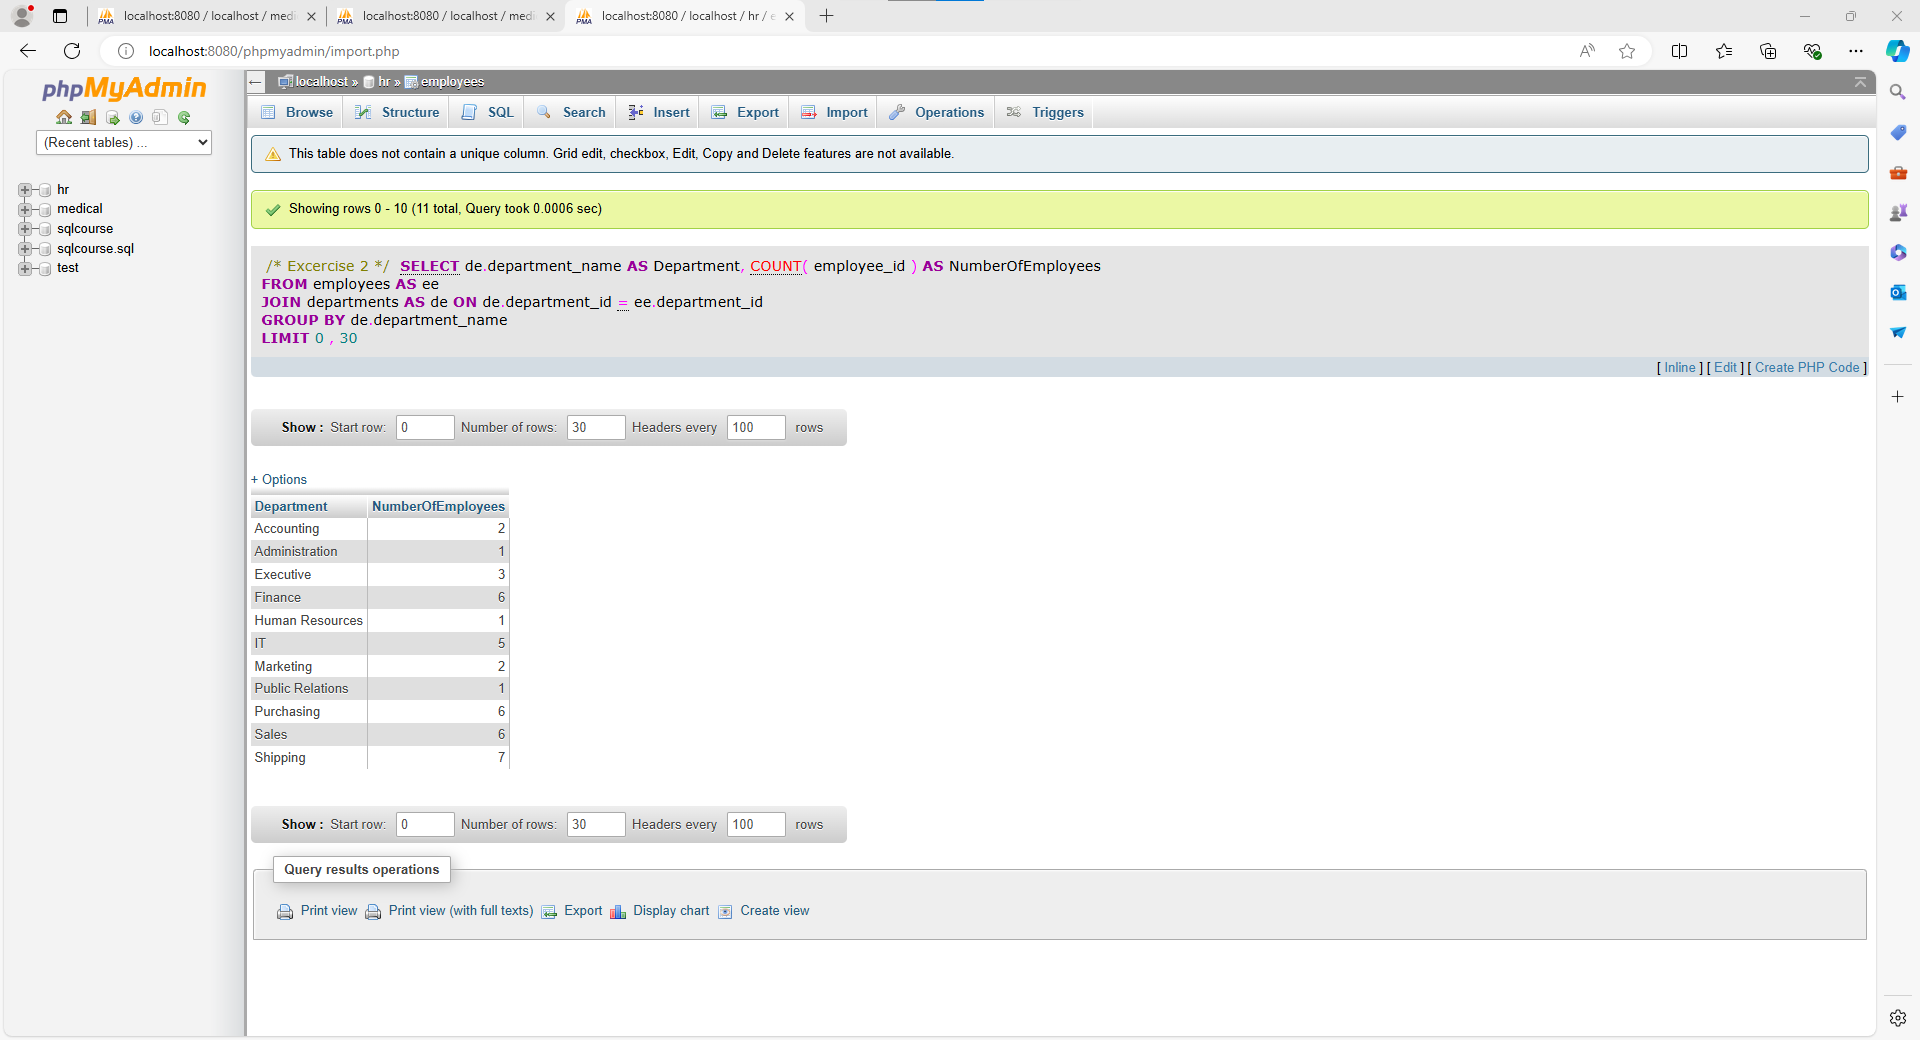 localhost:8080 / localhost / medi
localhost:8080 / localhost / medi
localhost:8080 / localhost / hr / e
localhost:8080/phpmyadmin/import.php
phpMyAdmin
(Recent tables) ...
hr
medical
sqlcourse
sqlcourse.sql
test
localhost » hr » employees
Browse Structure SQL Search Insert Export Import Operations Triggers
This table does not contain a unique column. Grid edit, checkbox, Edit, Copy and Delete features are not available.
Showing rows 0 - 10 (11 total, Query took 0.0006 sec)
/* Excercise 2 */ SELECT de.department_name AS Department, COUNT( employee_id ) AS NumberOfEmployees
FROM employees AS ee
JOIN departments AS de ON de.department_id = ee.department_id
GROUP BY de.department_name
LIMIT 0 , 30
[ Inline ] [ Edit ] [ Create PHP Code ]
Show : Start row: 0 Number of rows: 30 Headers every 100 rows
+ Options
Department NumberOfEmployees
Accounting 2
Administration 1
Executive 3
Finance 6
Human Resources 1
IT 5
Marketing 2
Public Relations 1
Purchasing 6
Sales 6
Shipping 7
Show : Start row: 0 Number of rows: 30 Headers every 100 rows
Query results operations
Print view Print view (with full texts) Export Display chart Create view